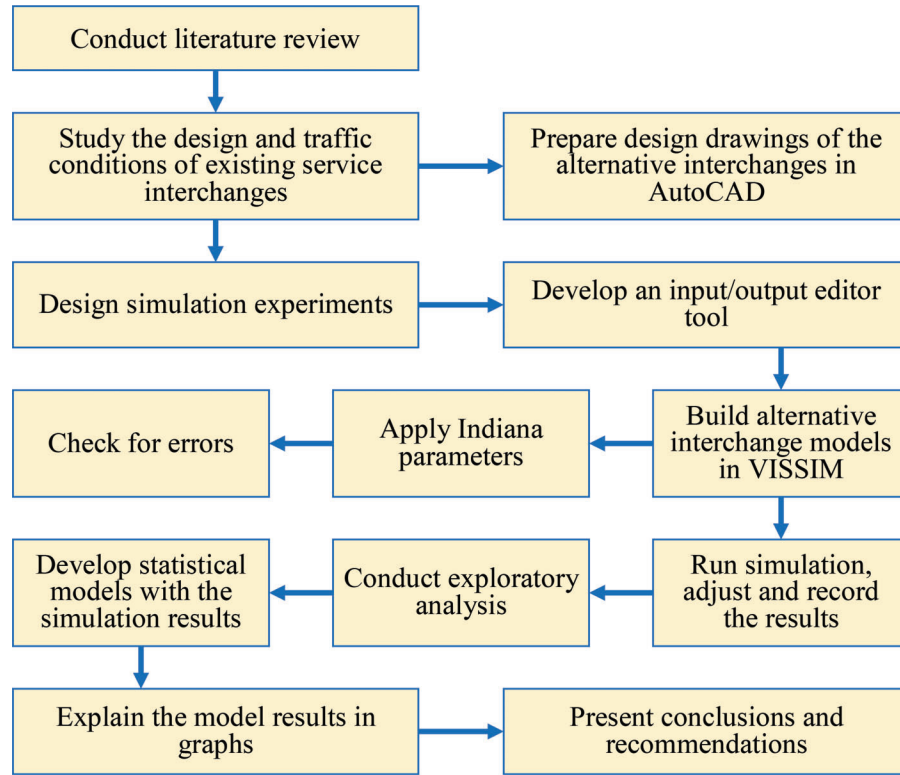 Conduct literature review
Study the design and traffic
conditions of existing service
interchanges
Prepare design drawings of the
alternative interchanges in
AutoCAD
Design simulation experiments
Develop an input/output editor
tool
Check for errors
Apply Indiana
parameters
Build alternative
interchange models
in VISSIM
Develop statistical
models with the
simulation results
Conduct exploratory
analysis
Run simulation,
adjust and record
the results
Explain the model results in
graphs
Present conclusions and
recommendations